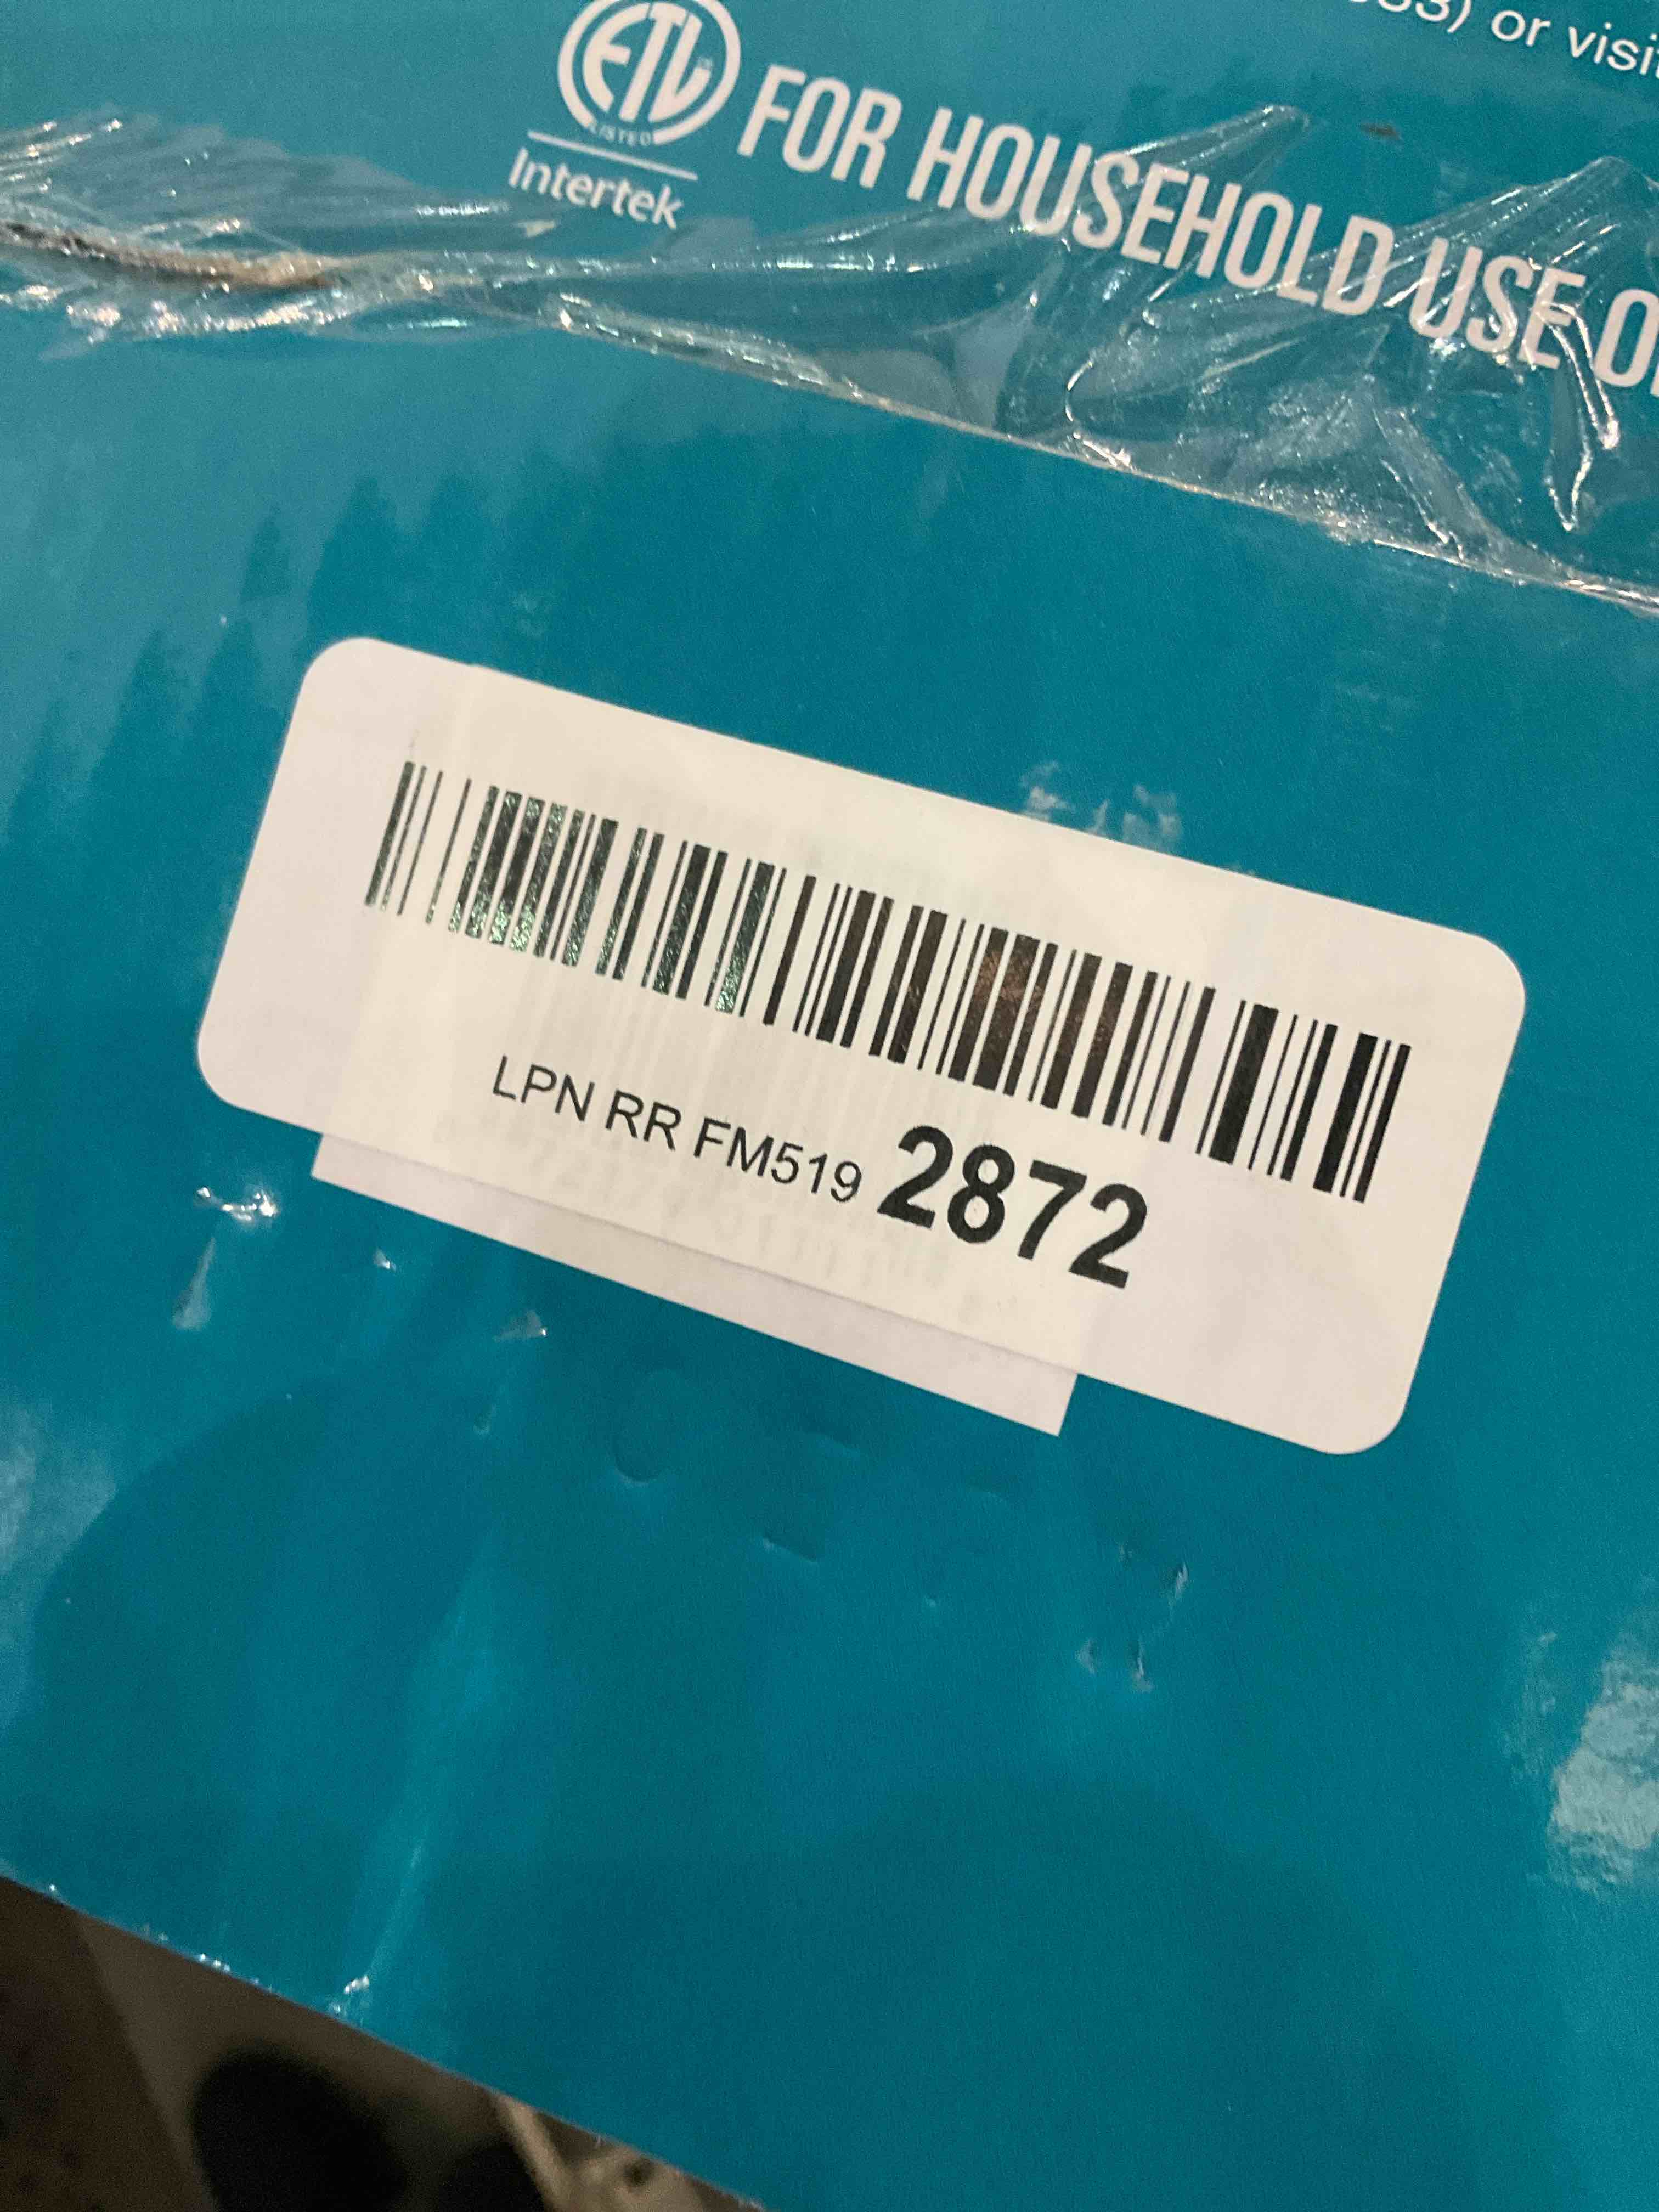 or visit
ETL
LISTED
Intertek
FOR HOUSEHOLD USE
LPN RR FM519 2872